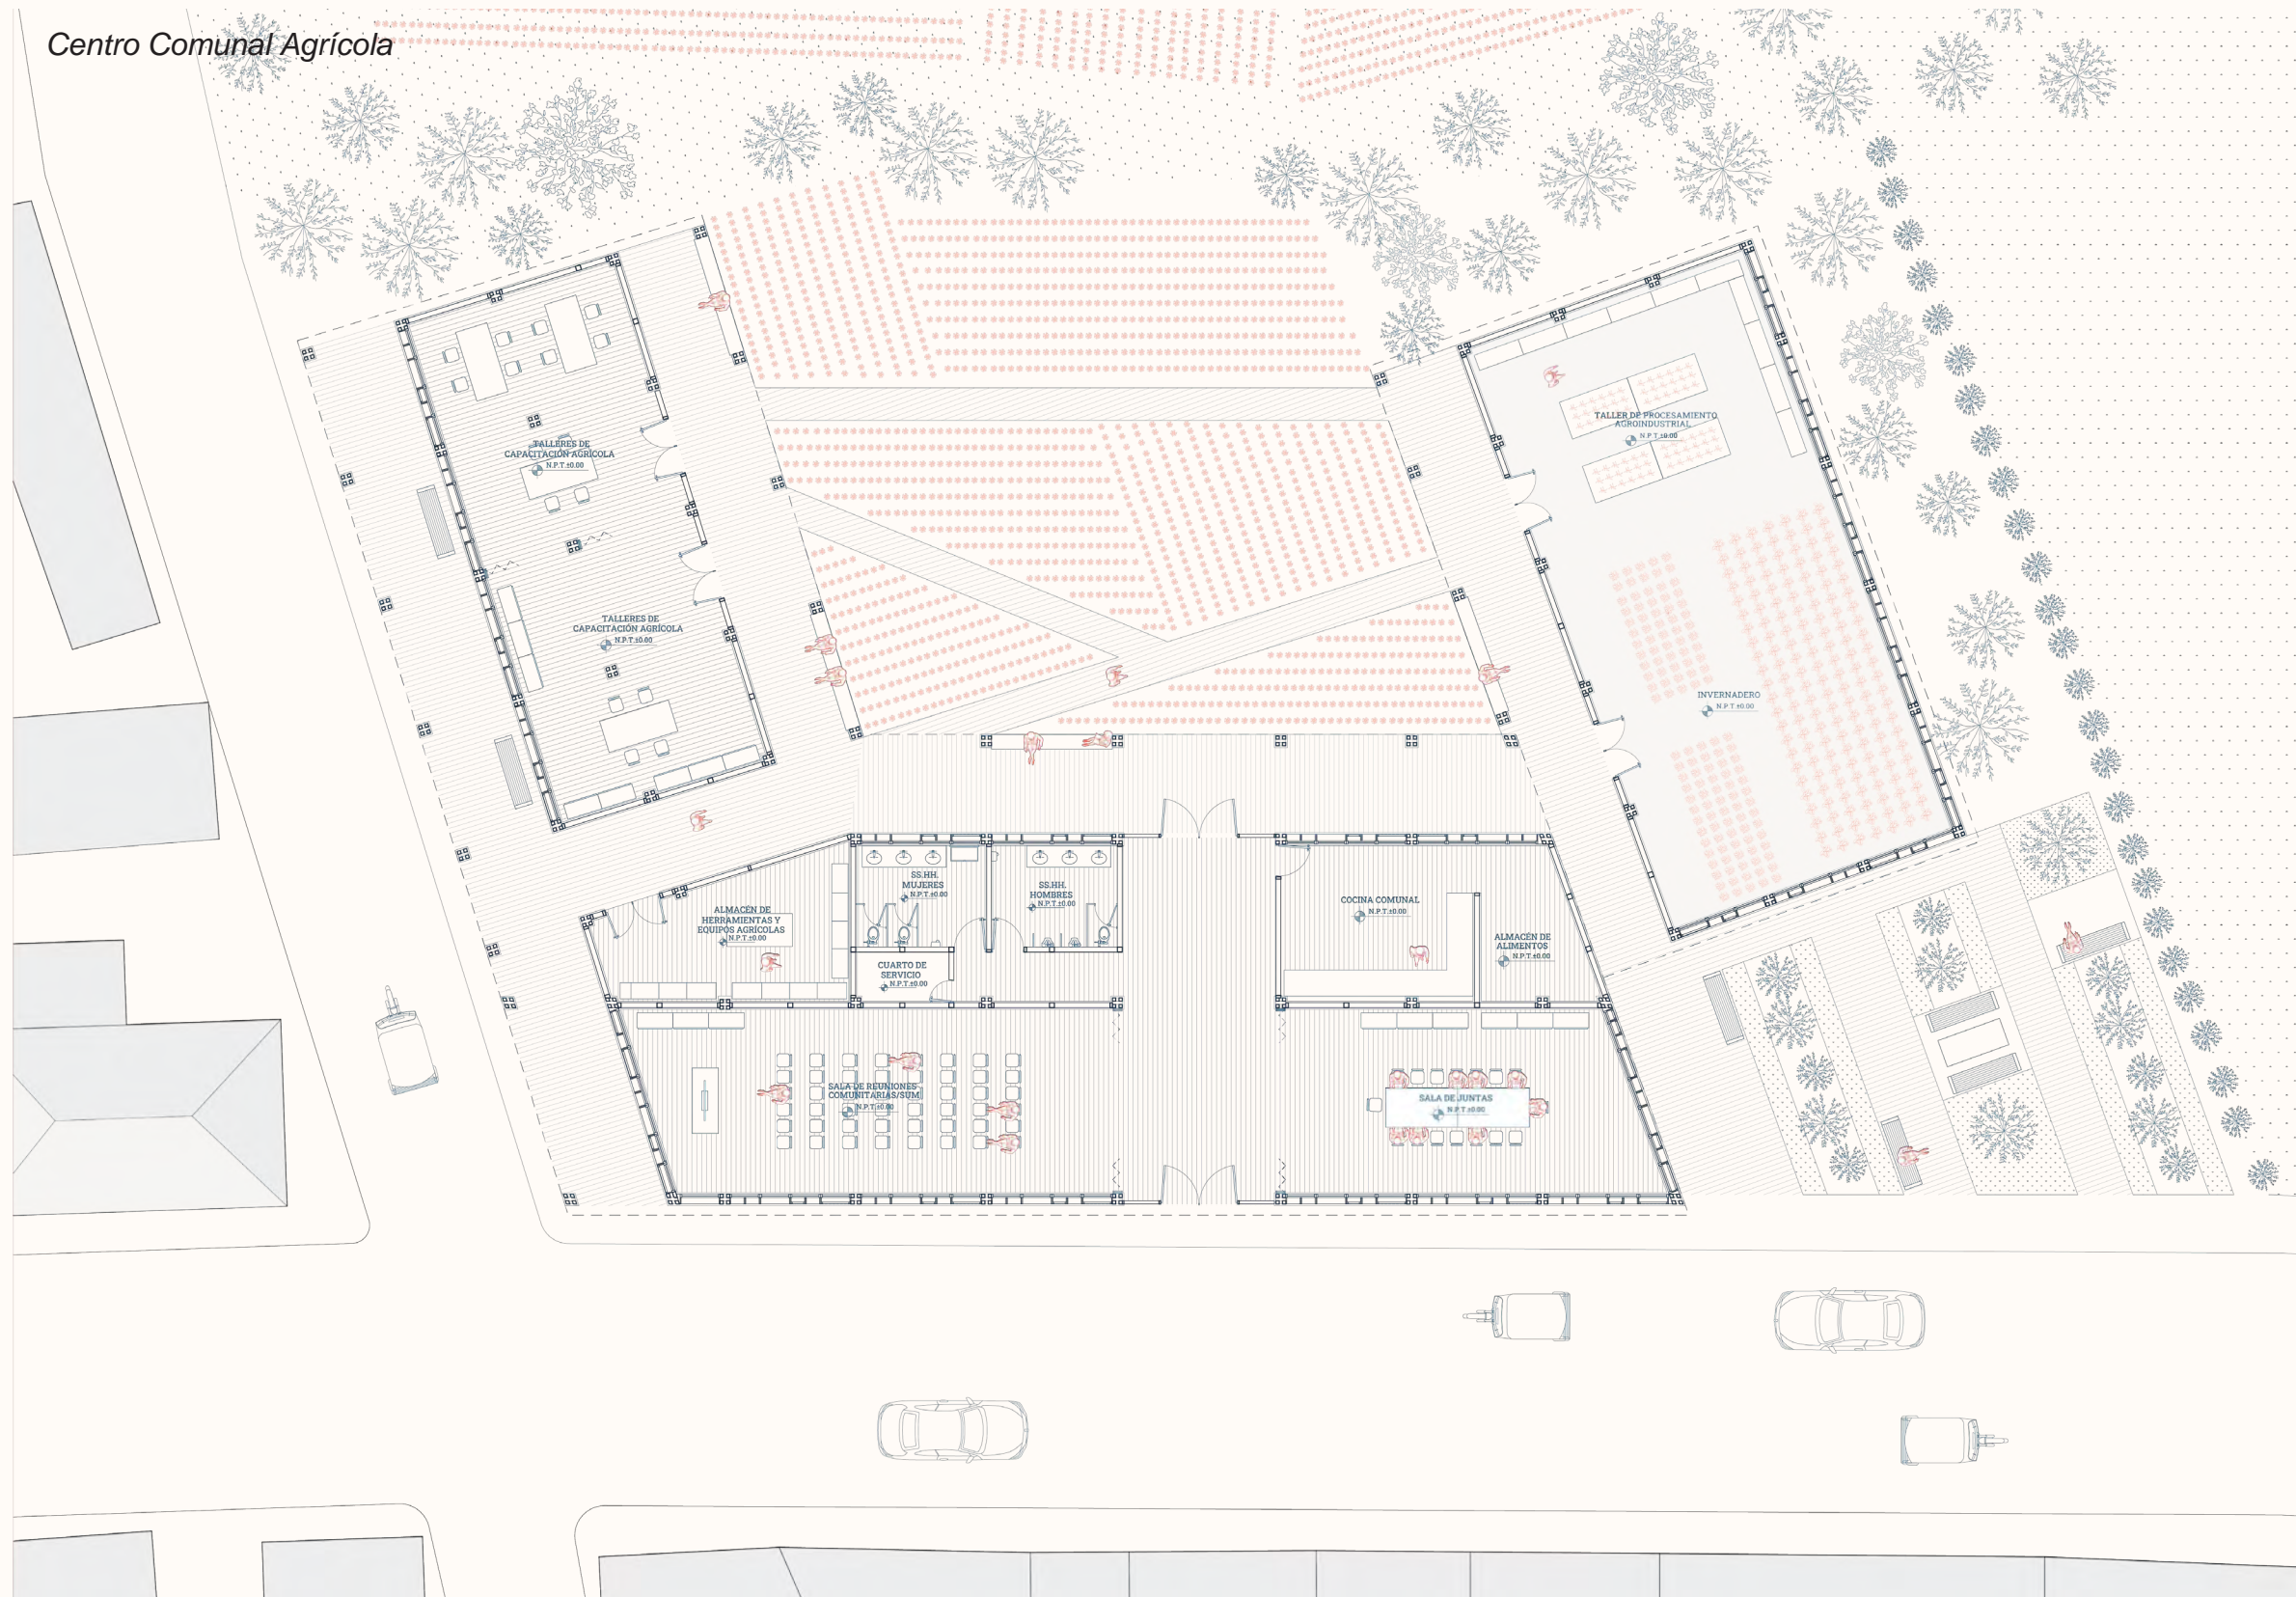 Centro Comunal Agrícola
TALLERES DE
CAPACITACIÓN AGRÍCOLA
N.P.T.±0.00
TALLER DE PROCESAMIENTO
AGROINDUSTRIAL
N.P.T.±0.00
TALLERES DE
CAPACITACIÓN AGRÍCOLA
N.P.T.±0.00
INVERNADERO
N.P.T.±0.00
ALMACÉN DE
HERRAMIENTAS Y
EQUIPOS AGRÍCOLAS
N.P.T.±0.00
SS.HH.
MUJERES
N.P.T.±0.00
SS.HH.
HOMBRES
N.P.T.±0.00
CUARTO DE
SERVICIO
N.P.T.±0.00
COCINA COMUNAL
N.P.T.±0.00
ALMACÉN DE
ALIMENTOS
N.P.T.±0.00
SALA DE REUNIONES
COMUNITARIAS/SUM
N.P.T.±0.00
SALA DE JUNTAS
N.P.T.±0.00